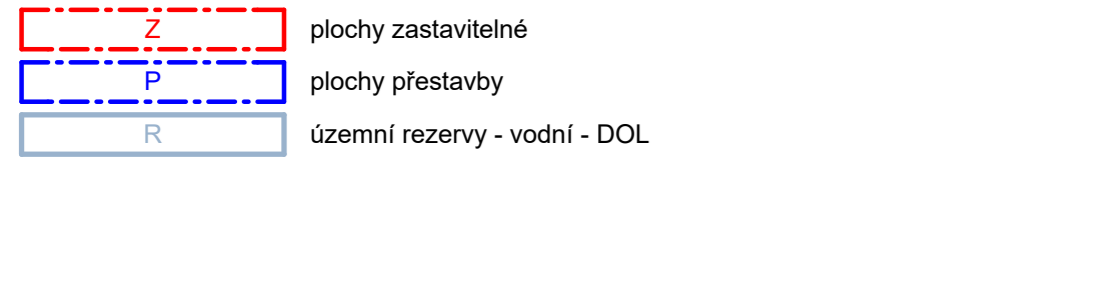 Z plochy zastavitelné
P plochy přestavby
R územní rezervy - vodní - DOL